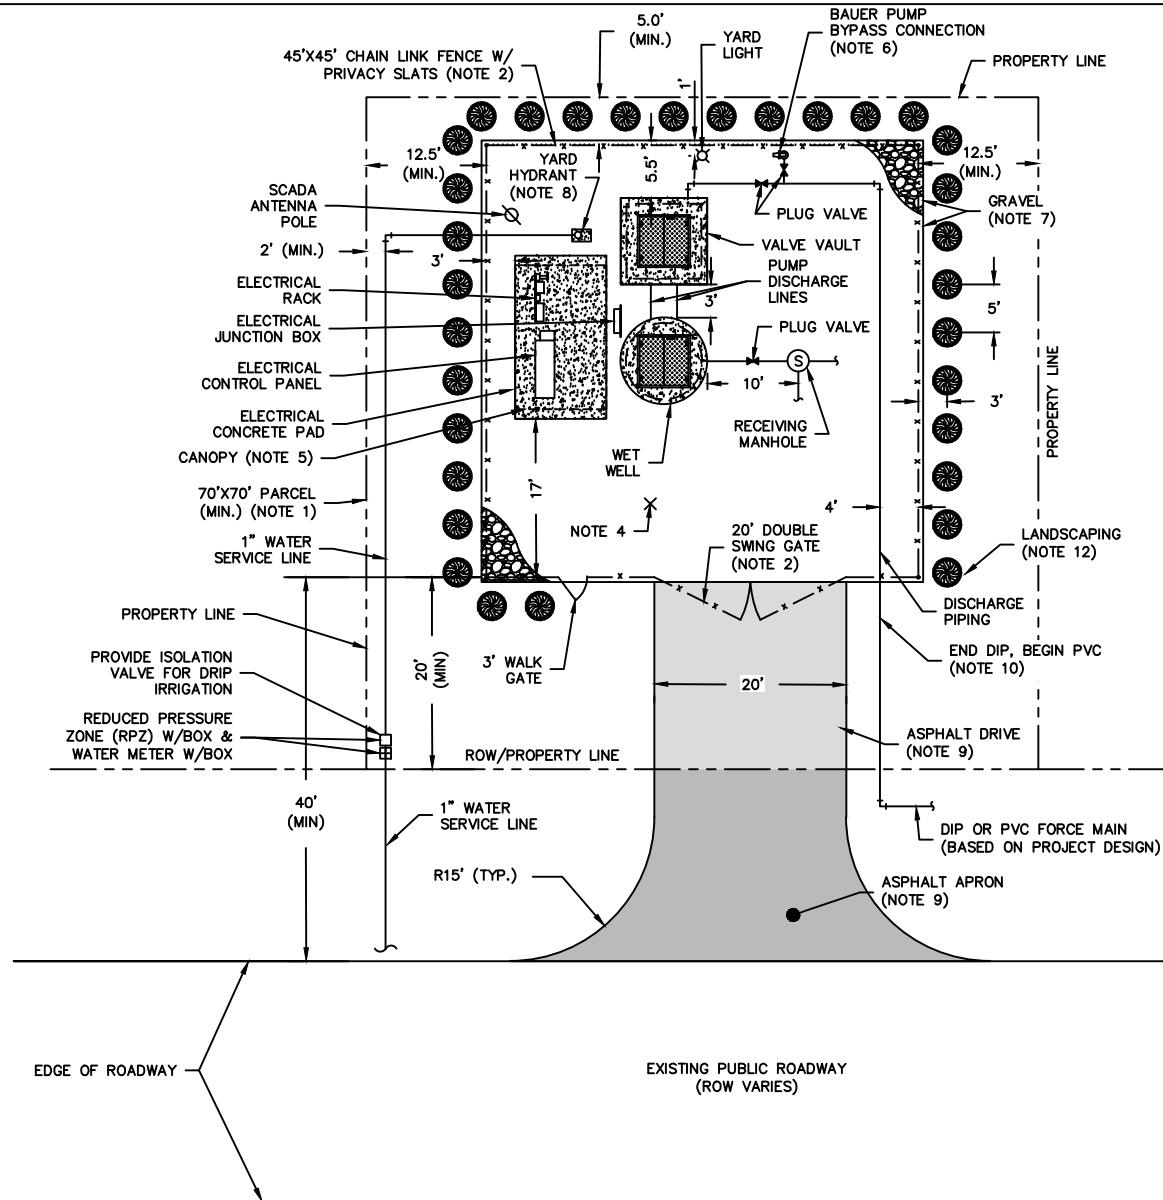 5.0'
(MIN.)
YARD
LIGHT
BAUER PUMP
BYPASS CONNECTION
(NOTE 6)
45'X45' CHAIN LINK FENCE W/
PRIVACY SLATS (NOTE 2)
PROPERTY LINE
1'
12.5'
(MIN.)
YARD
HYDRANT
(NOTE 8)
5.5'
12.5'
(MIN.)
SCADA
ANTENNA
POLE
PLUG VALVE
GRAVEL
(NOTE 7)
2' (MIN.)
3'
VALVE VAULT
PUMP
DISCHARGE
LINES
ELECTRICAL
RACK
3'
5'
ELECTRICAL
JUNCTION BOX
PLUG VALVE
S
ELECTRICAL
CONTROL PANEL
10'
3'
ELECTRICAL
CONCRETE PAD
RECEIVING
MANHOLE
PROPERTY LINE
CANOPY (NOTE 5)
WET
WELL
70'X70' PARCEL
(MIN.) (NOTE 1)
17'
4'
NOTE 4
20' DOUBLE
SWING GATE
(NOTE 2)
1" WATER
SERVICE LINE
LANDSCAPING
(NOTE 12)
PROPERTY LINE
DISCHARGE
PIPING
PROVIDE ISOLATION
VALVE FOR DRIP
IRRIGATION
20'
(MIN)
3' WALK
GATE
END DIP, BEGIN PVC
(NOTE 10)
20'
REDUCED PRESSURE
ZONE (RPZ) W/BOX &
WATER METER W/BOX
ROW/PROPERTY LINE
ASPHALT DRIVE
(NOTE 9)
40'
(MIN)
1" WATER
SERVICE LINE
DIP OR PVC FORCE MAIN
(BASED ON PROJECT DESIGN)
R15' (TYP.)
ASPHALT APRON
(NOTE 9)
EDGE OF ROADWAY
EXISTING PUBLIC ROADWAY
(ROW VARIES)